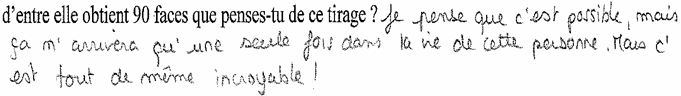 d'entre elle obtient 90 faces que penses-tu de ce tirage ? Je pense que c'est possible, mais
ça n'arrivera qu'une seule fois dans la vie de cette personne. Mais c'
est tout de même incroyable !